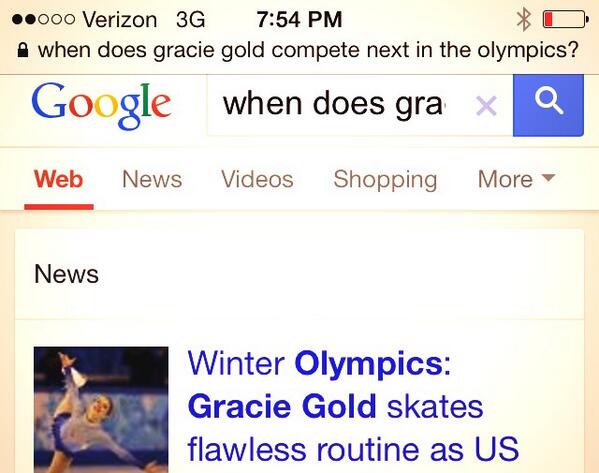 Verizon 3G 7:54 PM
when does gracie gold compete next in the olympics?
Google when does gra
Web News Videos Shopping More
News
Winter Olympics:
Gracie Gold skates
flawless routine as US